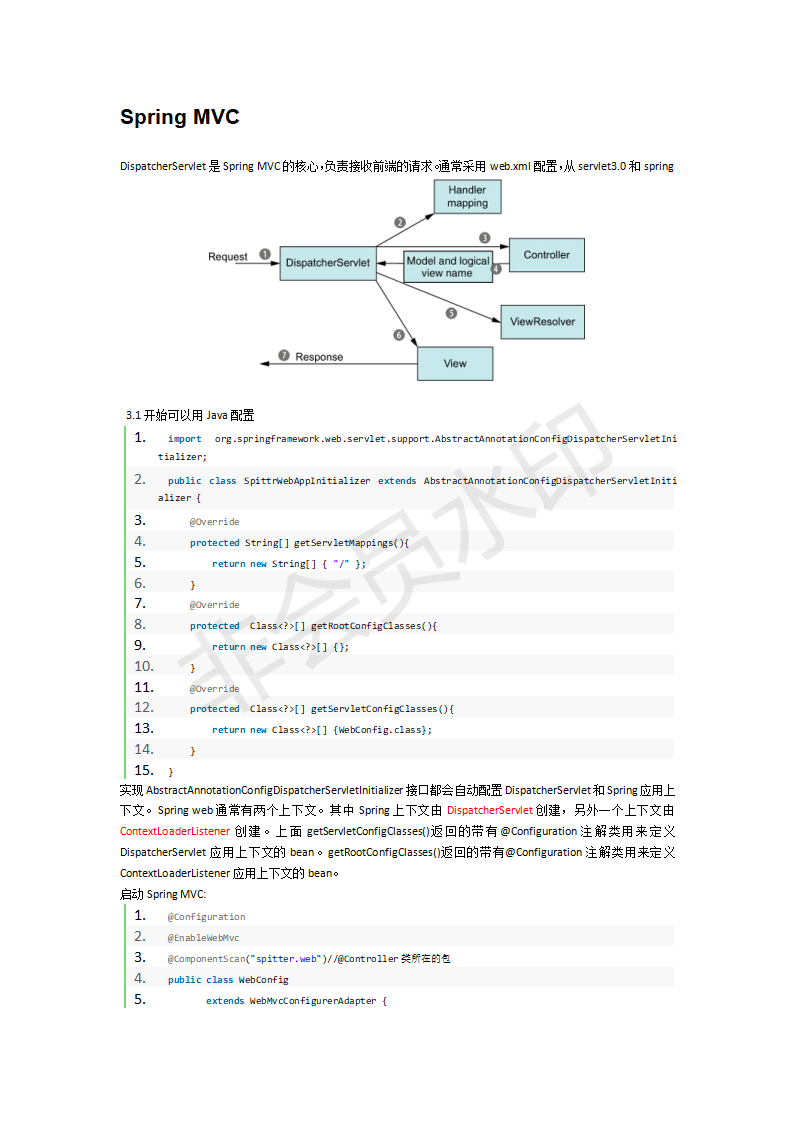 Spring MVC
DispatcherServlet 是 Spring MVC 的核心,负责接收前端的请求。通常采用 web.xml 配置,从 servlet3.0 和 spring
Handler
mapping
2
3
Request 1
DispatcherServlet
Model and logical
view name
4
Controller
5
ViewResolver
6
7 Response
View
3.1 开始可以用 Java 配置
1. import org.springframework.web.servlet.support.AbstractAnnotationConfigDispatcherServletIni
tializer;
2. public class SpittrWebAppInitializer extends AbstractAnnotationConfigDispatcherServletIniti
alizer {
3. @Override
4. protected String[] getServletMappings(){
5. return new String[] { "/" };
6. }
7. @Override
8. protected Class<?>[] getRootConfigClasses(){
9. return new Class<?>[] {};
10. }
11. @Override
12. protected Class<?>[] getServletConfigClasses(){
13. return new Class<?>[] {WebConfig.class};
14. }
15. }
实现 AbstractAnnotationConfigDispatcherServletInitializer 接口都会自动配置 DispatcherServlet 和 Spring 应用上
下文。Spring web 通常有两个上下文。其中 Spring 上下文由 DispatcherServlet 创建,另外一个上下文由
ContextLoaderListener 创建。上面 getServletConfigClasses()返回的带有@Configuration 注解类用来定义
DispatcherServlet 应用上下文的 bean。getRootConfigClasses()返回的带有@Configuration 注解类用来定义
ContextLoaderListener 应用上下文的 bean。
启动 Spring MVC:
1. @Configuration
2. @EnableWebMvc
3. @ComponentScan("spitter.web")//@Controller 类所在的包
4. public class WebConfig
5. extends WebMvcConfigurerAdapter {
非会员水印